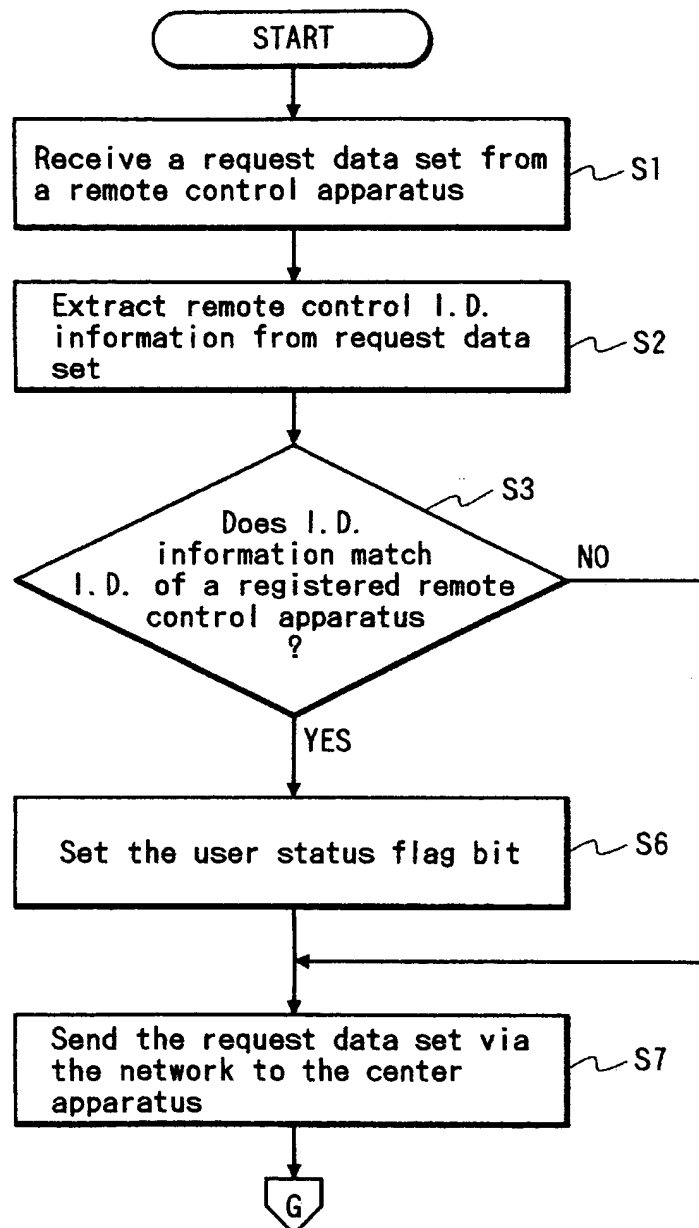 START
Receive a request data set from
a remote control apparatus
S1
Extract remote control I.D.
information from request data
set
S2
S3
Does I.D.
information match
I.D. of a registered remote
control apparatus
?
NO
YES
Set the user status flag bit
S6
Send the request data set via
the network to the center
apparatus
S7
G